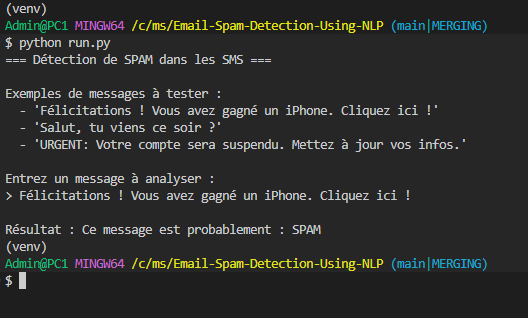 (venv)
Admin@PC1 MINGW64 /c/ms/Email-Spam-Detection-Using-NLP (main|MERGING)
$ python run.py
=== Détection de SPAM dans les SMS ===
Exemples de messages à tester :
- 'Félicitations ! Vous avez gagné un iPhone. Cliquez ici !'
- 'Salut, tu viens ce soir ?'
- 'URGENT: Votre compte sera suspendu. Mettez à jour vos infos.'
Entrez un message à analyser :
> Félicitations ! Vous avez gagné un iPhone. Cliquez ici !
Résultat : Ce message est probablement : SPAM
(venv)
Admin@PC1 MINGW64 /c/ms/Email-Spam-Detection-Using-NLP (main|MERGING)
$